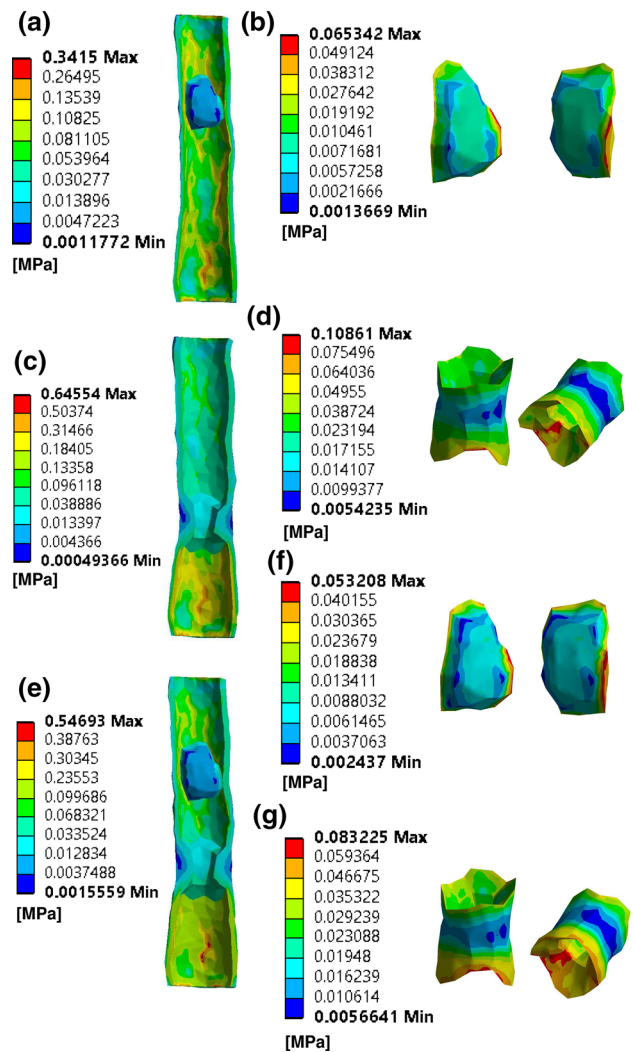 (a)
0.3415 Max
0.26495
0.13539
0.10825
0.081105
0.053964
0.030277
0.013896
0.0047223
0.0011772 Min
[MPa]
(b)
0.065342 Max
0.049124
0.038312
0.027642
0.019192
0.010461
0.0071681
0.0057258
0.0021666
0.0013669 Min
[MPa]
(c)
0.64554 Max
0.50374
0.31466
0.18405
0.13358
0.096118
0.038886
0.013397
0.004366
0.00049366 Min
[MPa]
(d)
0.10861 Max
0.075496
0.064036
0.04955
0.038724
0.023194
0.017155
0.014107
0.0099377
0.0054235 Min
[MPa]
(e)
0.54693 Max
0.38763
0.30345
0.23553
0.099686
0.068321
0.033524
0.012834
0.0037488
0.0015559 Min
[MPa]
(f)
0.053208 Max
0.040155
0.030365
0.023679
0.018838
0.013411
0.0088032
0.0061465
0.0037063
0.002437 Min
[MPa]
(g)
0.083225 Max
0.059364
0.046675
0.035322
0.029239
0.023088
0.01948
0.016239
0.010614
0.0056641 Min
[MPa]